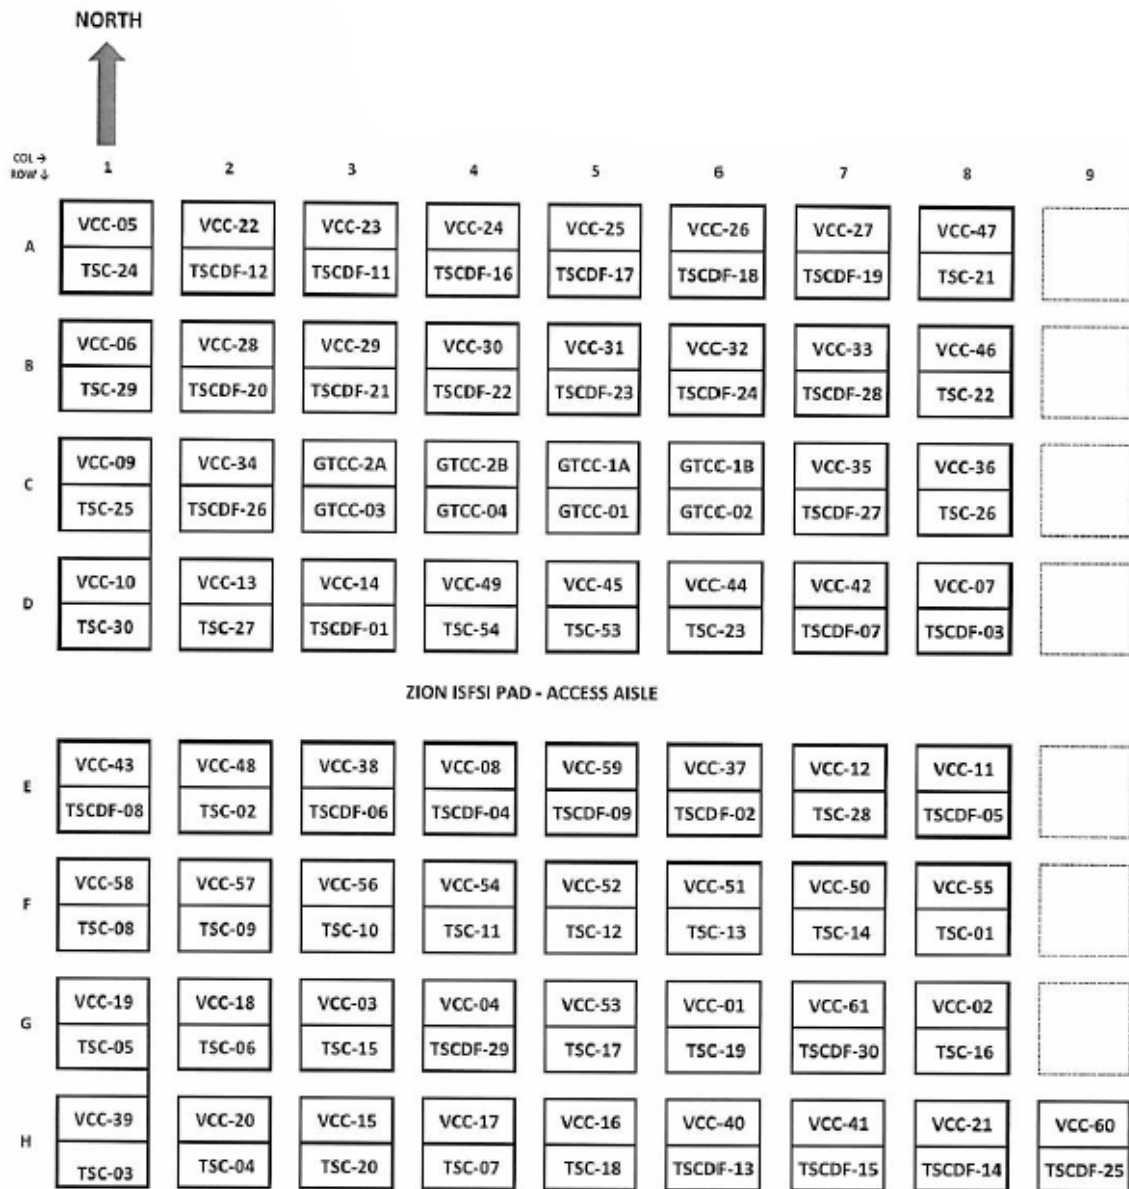 NORTH
COL → 1 2 3 4 5 6 7 8 9
ROW ↓
VCC-05 VCC-22 VCC-23 VCC-24 VCC-25 VCC-26 VCC-27 VCC-47
A
TSC-24 TSCDF-12 TSCDF-11 TSCDF-16 TSCDF-17 TSCDF-18 TSCDF-19 TSC-21
VCC-06 VCC-28 VCC-29 VCC-30 VCC-31 VCC-32 VCC-33 VCC-46
B
TSC-29 TSCDF-20 TSCDF-21 TSCDF-22 TSCDF-23 TSCDF-24 TSCDF-28 TSC-22
VCC-09 VCC-34 GTCC-2A GTCC-2B GTCC-1A GTCC-1B VCC-35 VCC-36
C
TSC-25 TSCDF-26 GTCC-03 GTCC-04 GTCC-01 GTCC-02 TSCDF-27 TSC-26
VCC-10 VCC-13 VCC-14 VCC-49 VCC-45 VCC-44 VCC-42 VCC-07
D
TSC-30 TSC-27 TSCDF-01 TSC-54 TSC-53 TSC-23 TSCDF-07 TSCDF-03
ZION ISFSI PAD - ACCESS AISLE
VCC-43 VCC-48 VCC-38 VCC-08 VCC-59 VCC-37 VCC-12 VCC-11
E
TSCDF-08 TSC-02 TSCDF-06 TSCDF-04 TSCDF-09 TSCDF-02 TSC-28 TSCDF-05
VCC-58 VCC-57 VCC-56 VCC-54 VCC-52 VCC-51 VCC-50 VCC-55
F
TSC-08 TSC-09 TSC-10 TSC-11 TSC-12 TSC-13 TSC-14 TSC-01
VCC-19 VCC-18 VCC-03 VCC-04 VCC-53 VCC-01 VCC-61 VCC-02
G
TSC-05 TSC-06 TSC-15 TSCDF-29 TSC-17 TSC-19 TSCDF-30 TSC-16
VCC-39 VCC-20 VCC-15 VCC-17 VCC-16 VCC-40 VCC-41 VCC-21 VCC-60
H
TSC-03 TSC-04 TSC-20 TSC-07 TSC-18 TSCDF-13 TSCDF-15 TSCDF-14 TSCDF-25